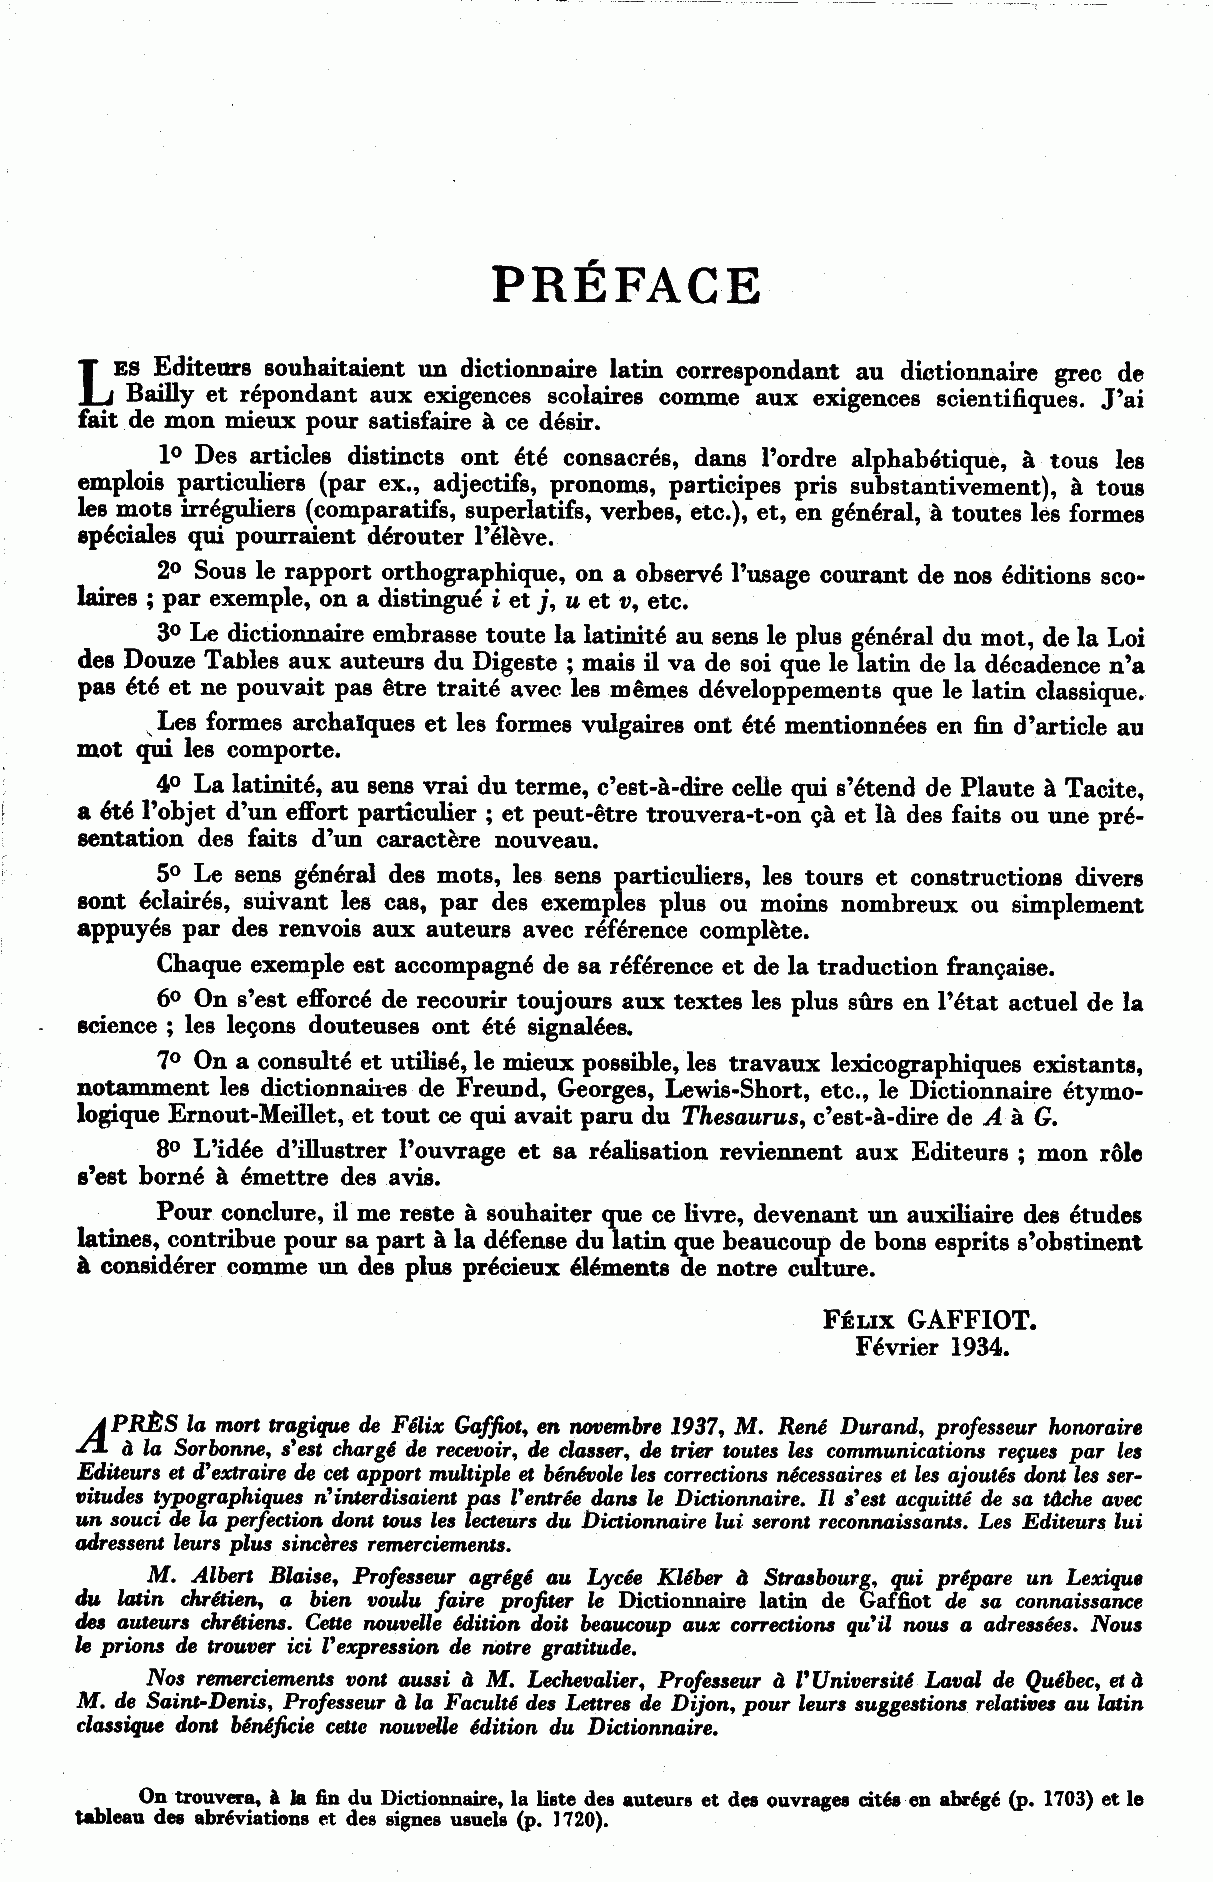 PRÉFACE
LES Editeurs souhaitaient un dictionnaire latin correspondant au dictionnaire grec de
Bailly et répondant aux exigences scolaires comme aux exigences scientifiques. J'ai
fait de mon mieux pour satisfaire à ce désir.
1º Des articles distincts ont été consacrés, dans l'ordre alphabétique, à tous les
emplois particuliers (par ex., adjectifs, pronoms, participes pris substantivement), à tous
les mots irréguliers (comparatifs, superlatifs, verbes, etc.), et, en général, à toutes les formes
spéciales qui pourraient dérouter l'élève.
2º Sous le rapport orthographique, on a observé l'usage courant de nos éditions sco-
laires ; par exemple, on a distingué i et j, u et v, etc.
3º Le dictionnaire embrasse toute la latinité au sens le plus général du mot, de la Loi
des Douze Tables aux auteurs du Digeste ; mais il va de soi que le latin de la décadence n'a
pas été et ne pouvait pas être traité avec les mêmes développements que le latin classique.
Les formes archaïques et les formes vulgaires ont été mentionnées en fin d'article au
mot qui les comporte.
4º La latinité, au sens vrai du terme, c'est-à-dire celle qui s'étend de Plaute à Tacite,
a été l'objet d'un effort particulier ; et peut-être trouvera-t-on çà et là des faits ou une pré-
sentation des faits d'un caractère nouveau.
5º Le sens général des mots, les sens particuliers, les tours et constructions divers
sont éclairés, suivant les cas, par des exemples plus ou moins nombreux ou simplement
appuyés par des renvois aux auteurs avec référence complète.
Chaque exemple est accompagné de sa référence et de la traduction française.
6º On s'est efforcé de recourir toujours aux textes les plus sûrs en l'état actuel de la
science ; les leçons douteuses ont été signalées.
7º On a consulté et utilisé, le mieux possible, les travaux lexicographiques existants,
notamment les dictionnaires de Freund, Georges, Lewis-Short, etc., le Dictionnaire étymo-
logique Ernout-Meillet, et tout ce qui avait paru du Thesaurus, c'est-à-dire de A à G.
8º L'idée d'illustrer l'ouvrage et sa réalisation reviennent aux Editeurs ; mon rôle
s'est borné à émettre des avis.
Pour conclure, il me reste à souhaiter que ce livre, devenant un auxiliaire des études
latines, contribue pour sa part à la défense du latin que beaucoup de bons esprits s'obstinent
à considérer comme un des plus précieux éléments de notre culture.
FÉLIX GAFFIOT.
Février 1934.
APRÈS la mort tragique de Félix Gaffiot, en novembre 1937, M. René Durand, professeur honoraire
à la Sorbonne, s'est chargé de recevoir, de classer, de trier toutes les communications reçues par les
Editeurs et d'extraire de cet apport multiple et bénévole les corrections nécessaires et les ajoutés dont les ser-
vitudes typographiques n'interdisaient pas l'entrée dans le Dictionnaire. Il s'est acquitté de sa tâche avec
un souci de la perfection dont tous les lecteurs du Dictionnaire lui seront reconnaissants. Les Editeurs lui
adressent leurs plus sincères remerciements.
M. Albert Blaise, Professeur agrégé au Lycée Kléber à Strasbourg, qui prépare un Lexique
du latin chrétien, a bien voulu faire profiter le Dictionnaire latin de Gaffiot de sa connaissance
des auteurs chrétiens. Cette nouvelle édition doit beaucoup aux corrections qu'il nous a adressées. Nous
le prions de trouver ici l'expression de notre gratitude.
Nos remerciements vont aussi à M. Lechevalier, Professeur à l'Université Laval de Québec, et à
M. de Saint-Denis, Professeur à la Faculté des Lettres de Dijon, pour leurs suggestions relatives au latin
classique dont bénéficie cette nouvelle édition du Dictionnaire.
On trouvera, à la fin du Dictionnaire, la liste des auteurs et des ouvrages cités en abrégé (p. 1703) et le
tableau des abréviations et des signes usuels (p. 1720).